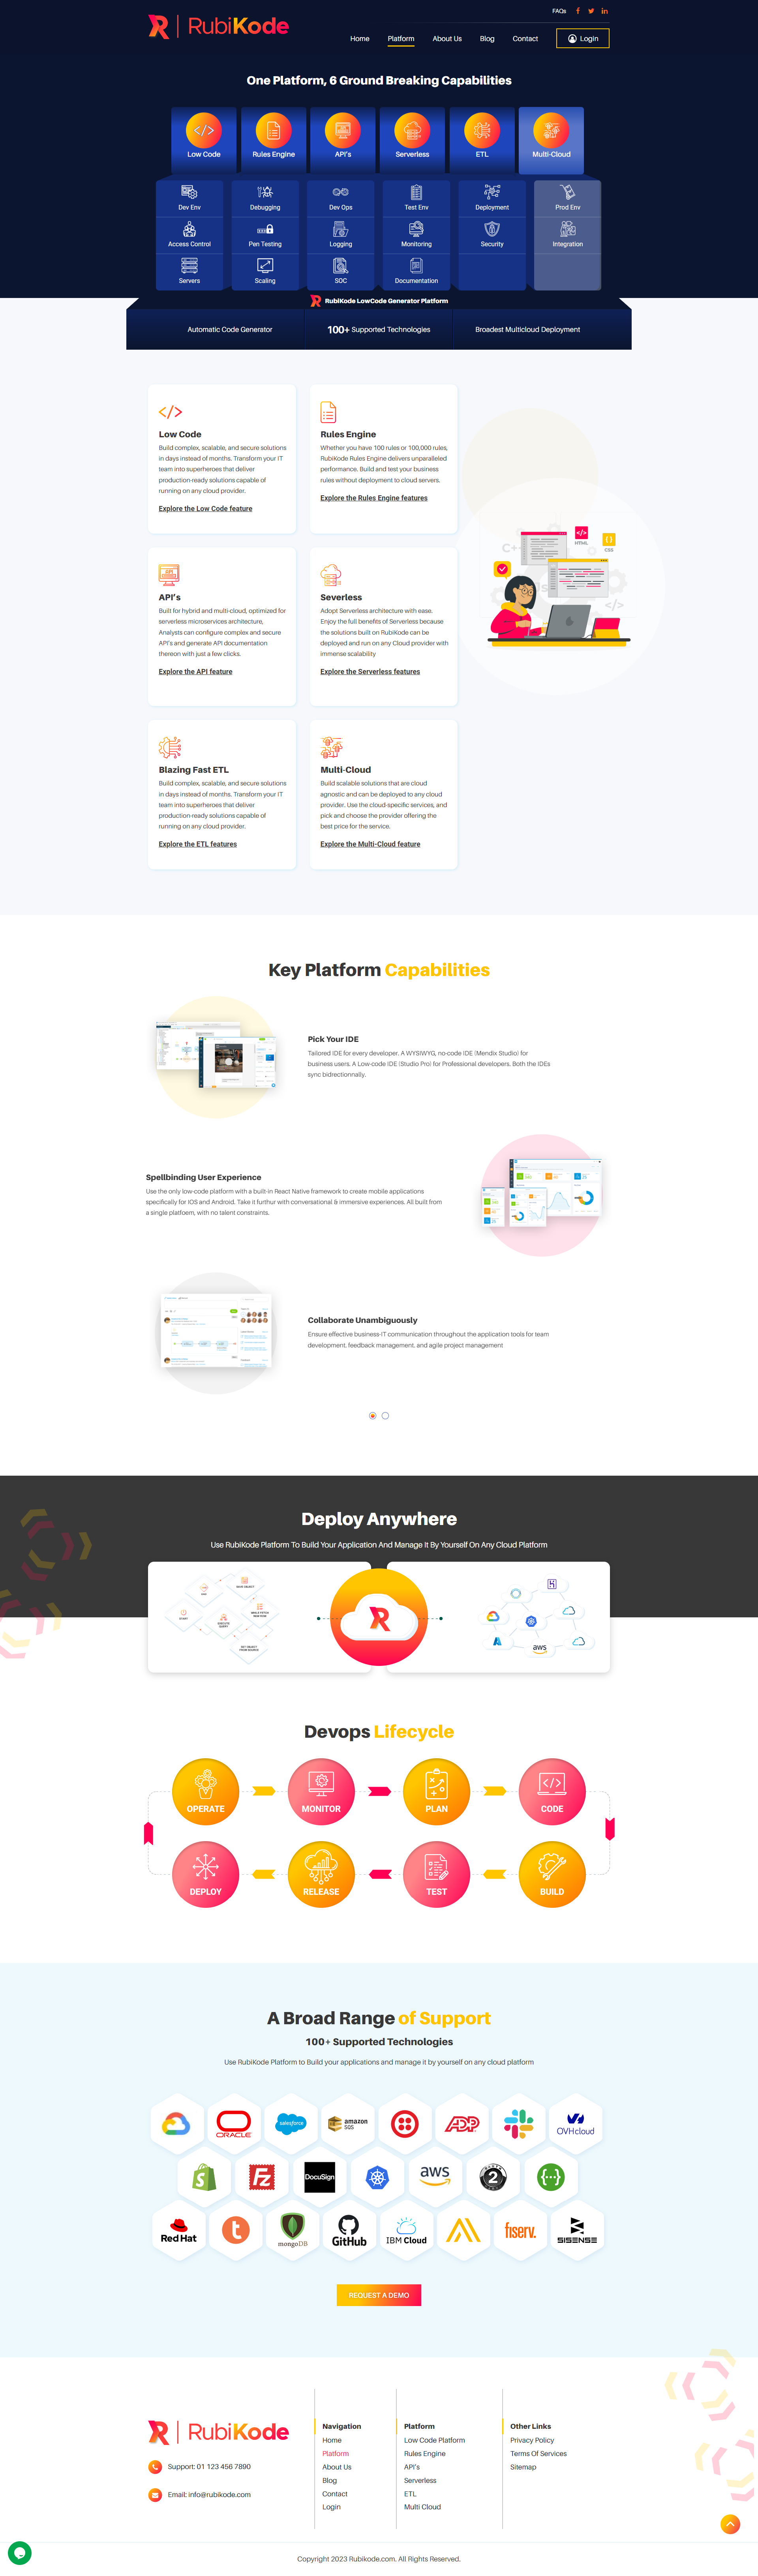 FAQs
RubiKode
Home Platform About Us Blog Contact Login
One Platform, 6 Ground Breaking Capabilities
Low Code Rules Engine API's Serverless ETL Multi-Cloud
Dev Env Debugging Dev Ops Test Env Deployment Prod Env
Access Control Pen Testing Logging Monitoring Security Integration
Servers Scaling SOC Documentation
RubiKode LowCode Generator Platform
Automatic Code Generator 100+ Supported Technologies Broadest Multicloud Deployment
Low Code
Build complex, scalable, and secure solutions
in days instead of months. Transform your IT
team into superheroes that deliver
production-ready solutions capable of
running on any cloud provider.
Explore the Low Code feature
Rules Engine
Whether you have 100 rules or 100,000 rules,
RubiKode Rules Engine delivers unparalleled
performance. Build and test your business
rules without deployment to cloud servers.
Explore the Rules Engine features
C++
HTML
CSS
API's
Built for hybrid and multi-cloud, optimized for
serverless microservices architecture,
Analysts can configure complex and secure
API's and generate API documentation
thereon with just a few clicks.
Explore the API feature
Severless
Adopt Serverless architecture with ease.
Enjoy the full benefits of Serverless because
the solutions built on RubiKode can be
deployed and run on any Cloud provider with
immense scalability
Explore the Serverless features
Blazing Fast ETL
Build complex, scalable, and secure solutions
in days instead of months. Transform your IT
team into superheroes that deliver
production-ready solutions capable of
running on any cloud provider.
Explore the ETL features
Multi-Cloud
Build scalable solutions that are cloud
agnostic and can be deployed to any cloud
provider. Use the cloud-specific services, and
pick and choose the provider offering the
best price for the service.
Explore the Multi-Cloud feature
Key Platform Capabilities
Pick Your IDE
Tailored IDE for every developer. A WYSIWYG, no-code IDE (Mendix Studio) for
business users. A Low-code IDE (Studio Pro) for Professional developers. Both the IDEs
sync bidrectionnally.
Spellbinding User Experience
Use the only low-code platform with a built-in React Native framework to create mobile applications
specifically for IOS and Android. Take it furthur with conversational & immersive experiences. All built from
a single platform, with no talent constraints.
Collaborate Unambiguously
Ensure effective business-IT communication throughout the application tools for team
development, feedback management, and agile project management
Deploy Anywhere
Use RubiKode Platform To Build Your Application And Manage It By Yourself On Any Cloud Platform
aws
Devops Lifecycle
OPERATE MONITOR PLAN CODE
DEPLOY RELEASE TEST BUILD
A Broad Range of Support
100+ Supported Technologies
Use RubiKode Platform to Build your applications and manage it by yourself on any cloud platform
ORACLE salesforce amazon SQS ADP OVHcloud
FZ DocuSign aws 2
Red Hat t mongoDB GitHub IBM Cloud fiserv. SISENSE
REQUEST A DEMO
RubiKode
Support: 01 123 456 7890
Email: info@rubikode.com
Navigation
Home
Platform
About Us
Blog
Contact
Login
Platform
Low Code Platform
Rules Engine
API's
Serverless
ETL
Multi Cloud
Other Links
Privacy Policy
Terms Of Services
Sitemap
Copyright 2023 Rubikode.com. All Rights Reserved.